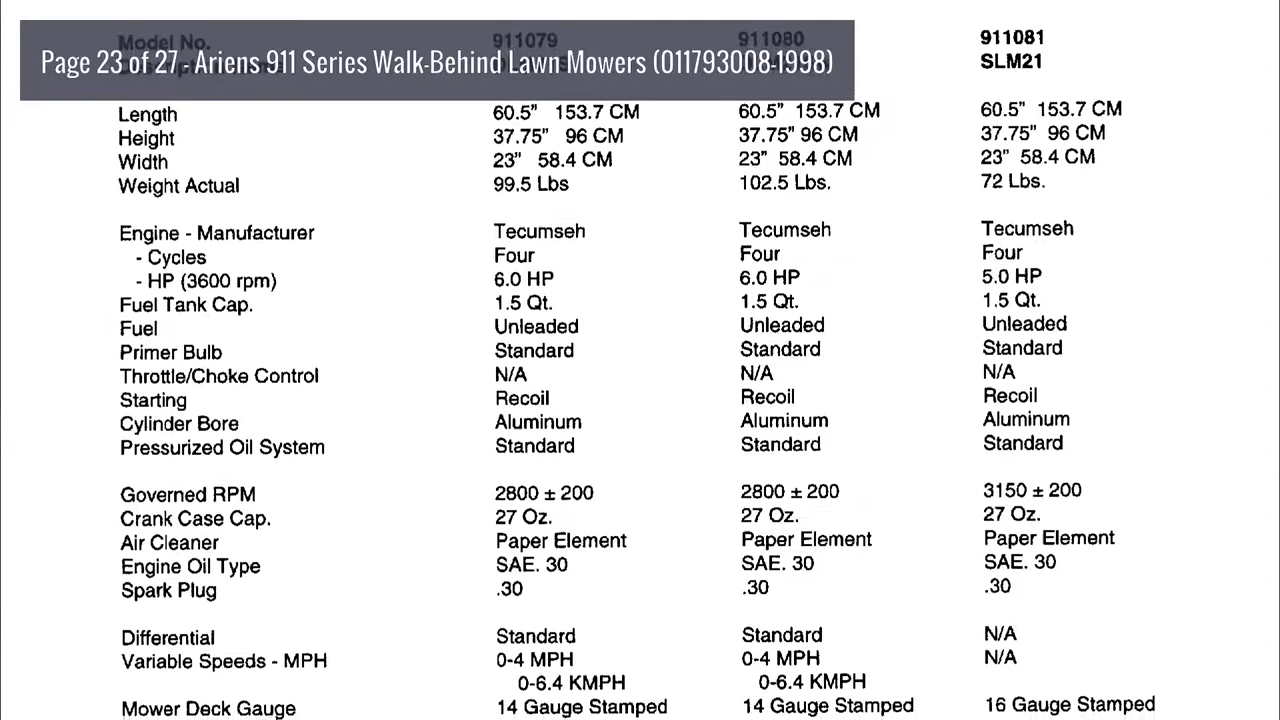 Page 23 of 27 - Ariens 911 Series Walk-Behind Lawn Mowers (011793008-1998)
Model No. 911079 911080 911081
SLM21
Length 60.5” 153.7 CM 60.5” 153.7 CM 60.5” 153.7 CM
Height 37.75” 96 CM 37.75” 96 CM 37.75” 96 CM
Width 23” 58.4 CM 23” 58.4 CM 23” 58.4 CM
Weight Actual 99.5 Lbs 102.5 Lbs. 72 Lbs.
Engine - Manufacturer Tecumseh Tecumseh Tecumseh
- Cycles Four Four Four
- HP (3600 rpm) 6.0 HP 6.0 HP 5.0 HP
Fuel Tank Cap. 1.5 Qt. 1.5 Qt. 1.5 Qt.
Fuel Unleaded Unleaded Unleaded
Primer Bulb Standard Standard Standard
Throttle/Choke Control N/A N/A N/A
Starting Recoil Recoil Recoil
Cylinder Bore Aluminum Aluminum Aluminum
Pressurized Oil System Standard Standard Standard
Governed RPM 2800 ± 200 2800 ± 200 3150 ± 200
Crank Case Cap. 27 Oz. 27 Oz. 27 Oz.
Air Cleaner Paper Element Paper Element Paper Element
Engine Oil Type SAE. 30 SAE. 30 SAE. 30
Spark Plug .30 .30 .30
Differential Standard Standard N/A
Variable Speeds - MPH 0-4 MPH 0-4 MPH N/A
0-6.4 KMPH 0-6.4 KMPH
Mower Deck Gauge 14 Gauge Stamped 14 Gauge Stamped 16 Gauge Stamped